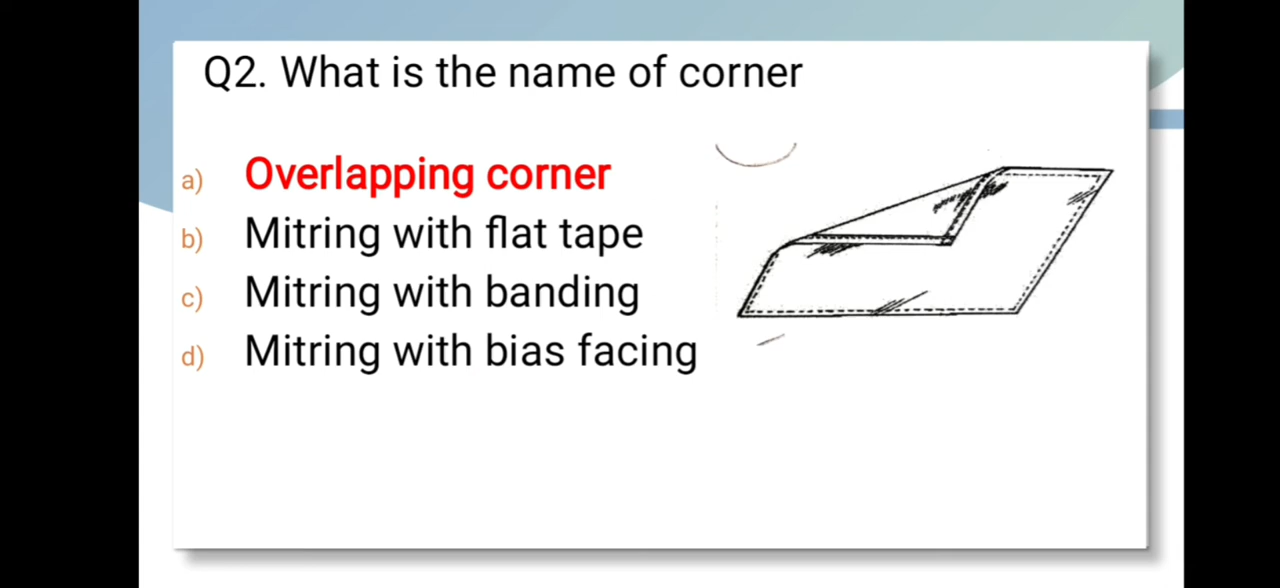 Q2. What is the name of corner
a) Overlapping corner
b) Mitring with flat tape
c) Mitring with banding
d) Mitring with bias facing